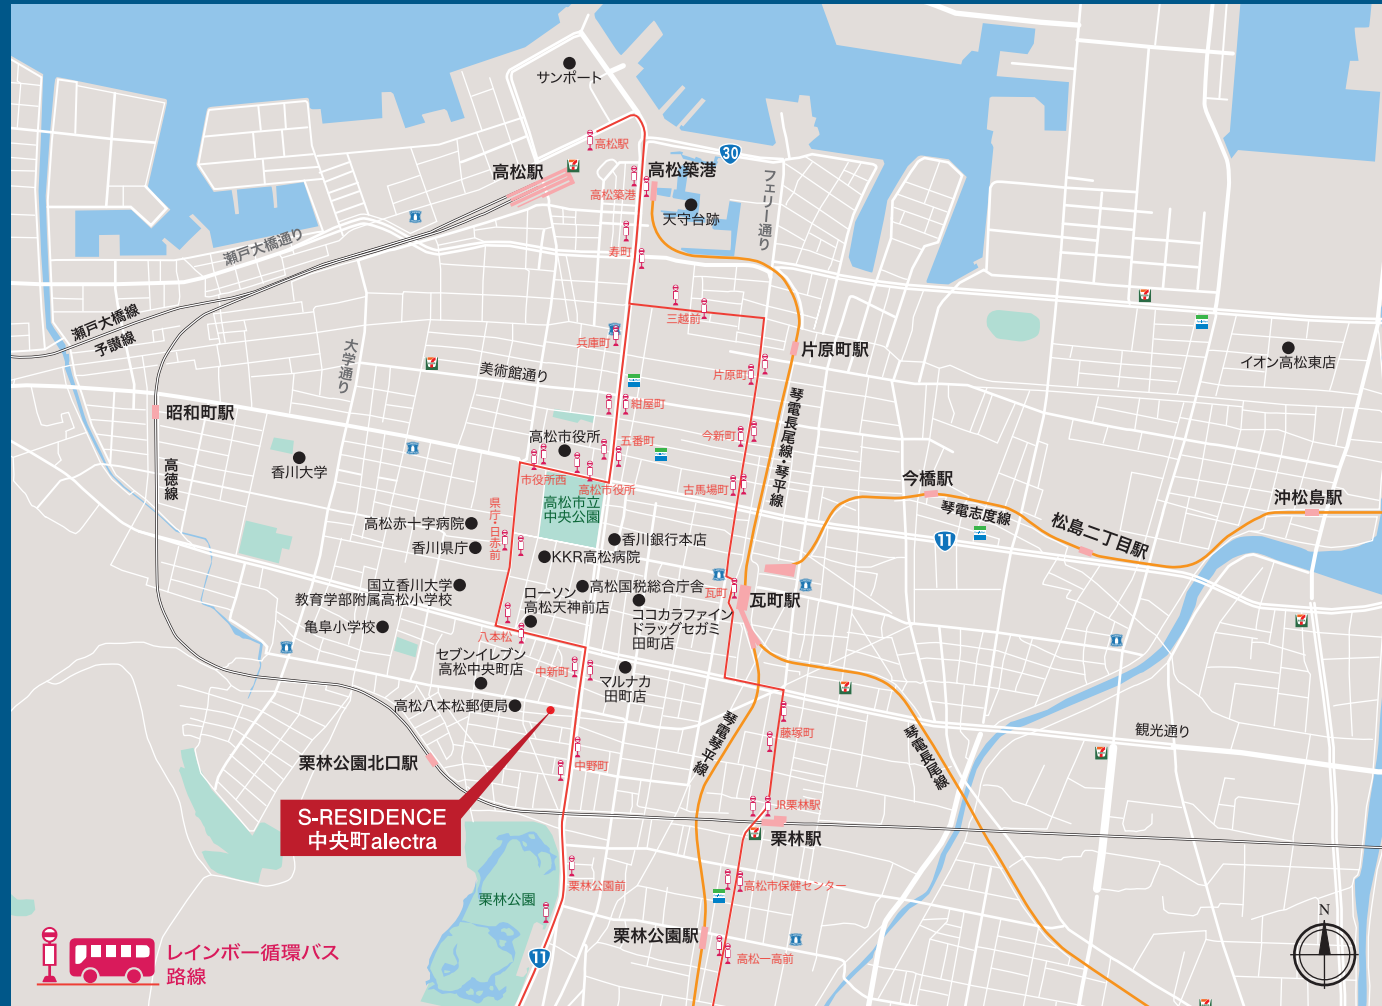 サンポート
高松駅
高松駅
高松築港
高松築港
30
天守台跡
フェリー通り
寿町
瀬戸大橋通り
瀬戸大橋線
予讃線
三越前
兵庫町
大学通り
美術館通り
片原町駅
片原町
イオン高松東店
昭和町駅
紺屋町
琴電長尾線・琴平線
高松市役所
五番町
今新町
香川大学
高徳線
市役所西
高松市役所
古馬場町
今橋駅
琴電志度線
沖松島駅
松島二丁目駅
11
高松市立
中央公園
県庁・日赤前
高松赤十字病院
香川県庁
香川銀行本店
KKR高松病院
国立香川大学
教育学部附属高松小学校
ローソン
高松天神前店
高松国税総合庁舎
ココカラファイン
ドラッグセガミ
田町店
瓦町
瓦町駅
亀阜小学校
八本松
セブンイレブン
高松中央町店
中新町
マルナカ
田町店
高松八本松郵便局
藤塚町
琴電琴平線
琴電長尾線
観光通り
栗林公園北口駅
中野町
S-RESIDENCE
中央町alectra
JR栗林駅
栗林駅
栗林公園前
栗林公園
高松市保健センター
栗林公園駅
高松一高前
11
レインボー循環バス
路線
N
7
7
7
7
7
7
7
7